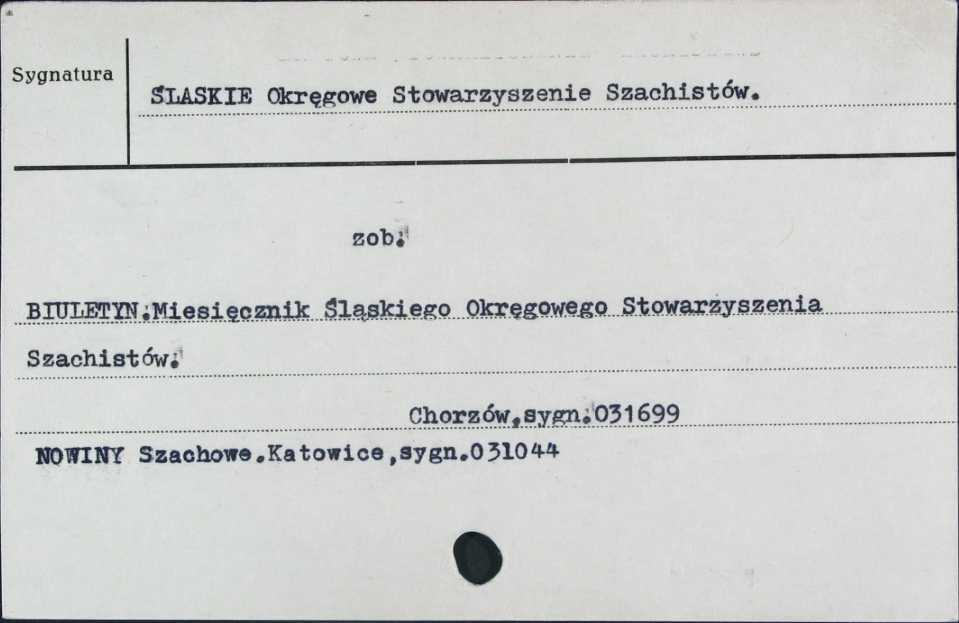 Sygnatura
ŚLASKIE Okręgowe Stowarzyszenie Szachistów.
zob.
BIULETYN.Miesięcznik Śląskiego Okręgowego Stowarzyszenia
Szachistów.
Chorzów,sygn.031699
NOWINY Szachowe.Katowice,sygn.031044